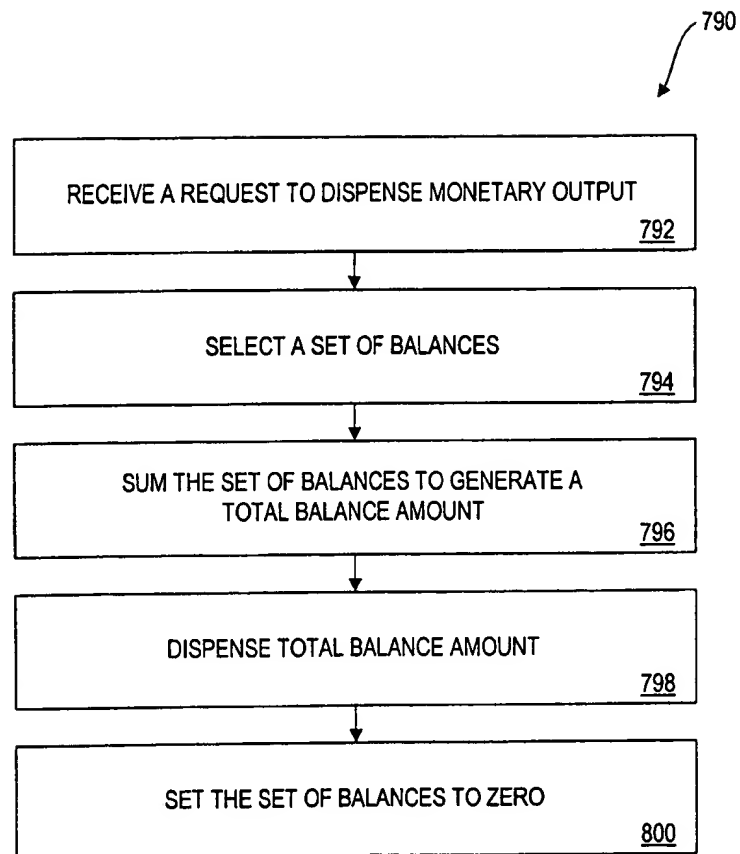 790
RECEIVE A REQUEST TO DISPENSE MONETARY OUTPUT
792
SELECT A SET OF BALANCES
794
SUM THE SET OF BALANCES TO GENERATE A
TOTAL BALANCE AMOUNT
796
DISPENSE TOTAL BALANCE AMOUNT
798
SET THE SET OF BALANCES TO ZERO
800